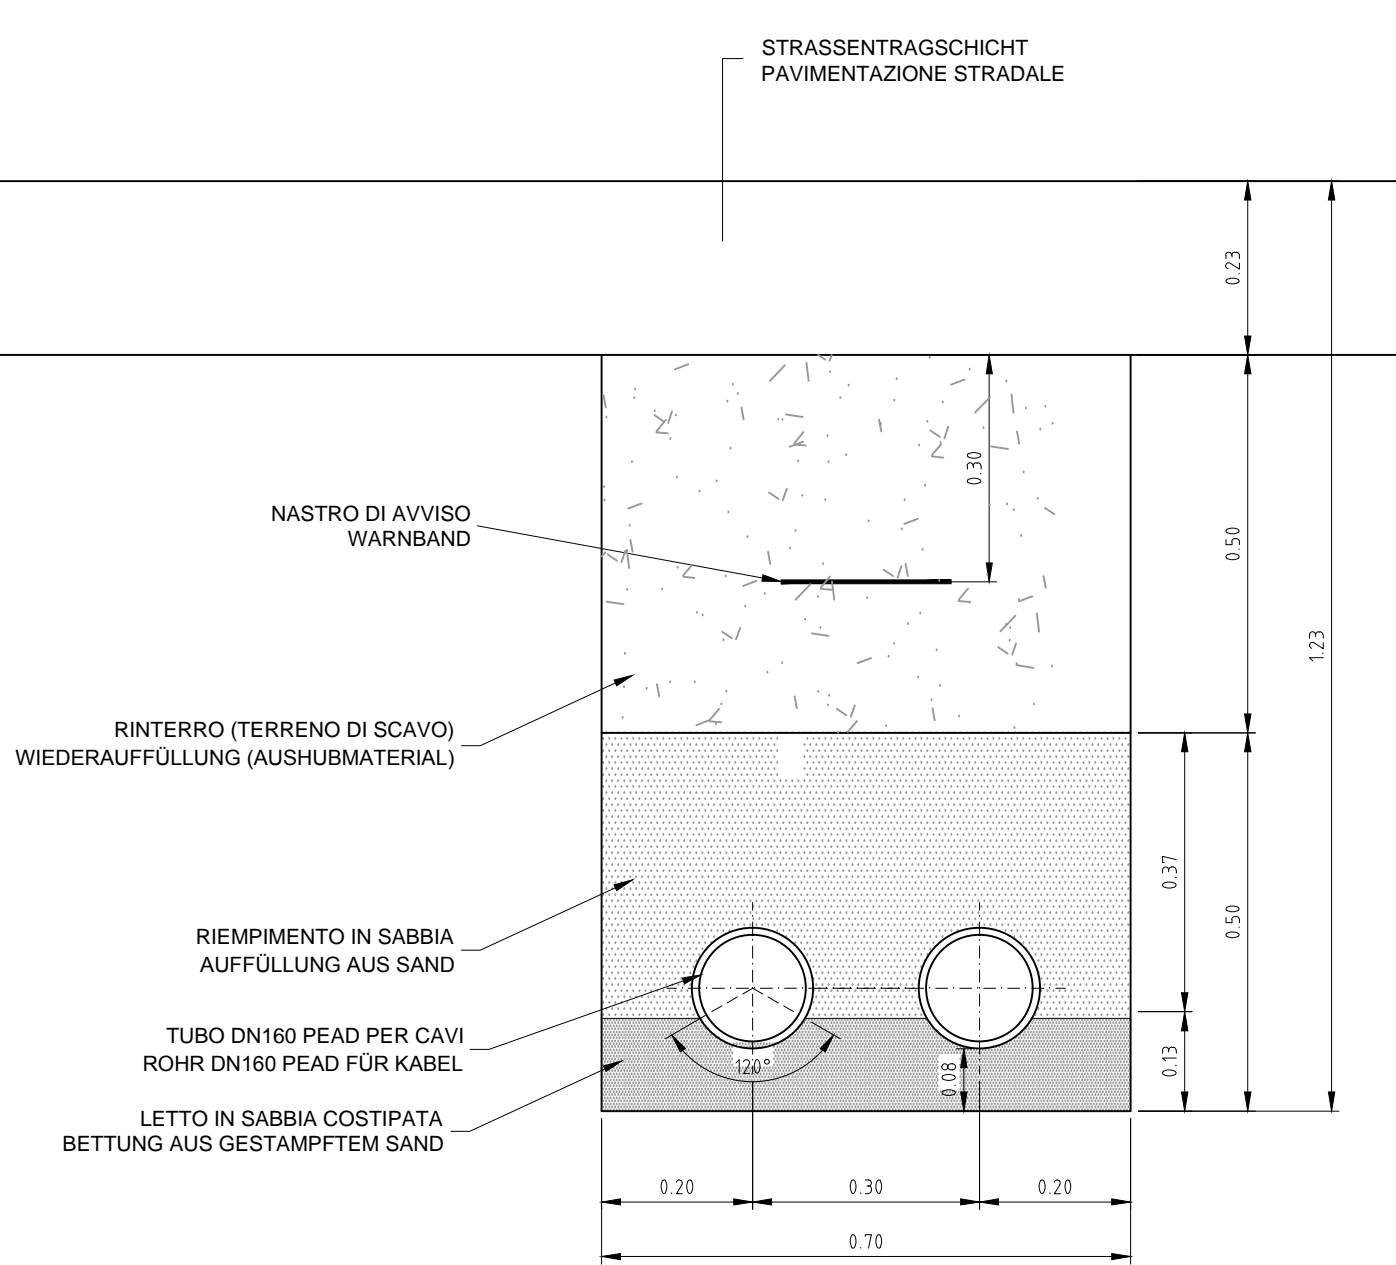 STRASSENTRAGSCHICHT
PAVIMENTAZIONE STRADALE
0.23
0.30
NASTRO DI AVVISO
WARNBAND
0.50
1.23
RINTERRO (TERRENO DI SCAVO)
WIEDERAUFFÜLLUNG (AUSHUBMATERIAL)
0.37
0.50
RIEMPIMENTO IN SABBIA
AUFFÜLLUNG AUS SAND
TUBO DN160 PEAD PER CAVI
ROHR DN160 PEAD FÜR KABEL
120°
0.08
0.13
LETTO IN SABBIA COSTIPATA
BETTUNG AUS GESTAMPFTEM SAND
0.20
0.30
0.20
0.70